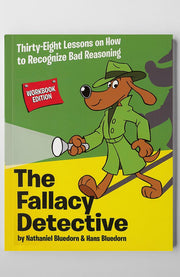 Thirty-Eight Lessons on How
to Recognize Bad Reasoning
WORKBOOK
EDITION
The
Fallacy
Detective
by Nathaniel Bluedorn & Hans Bluedorn